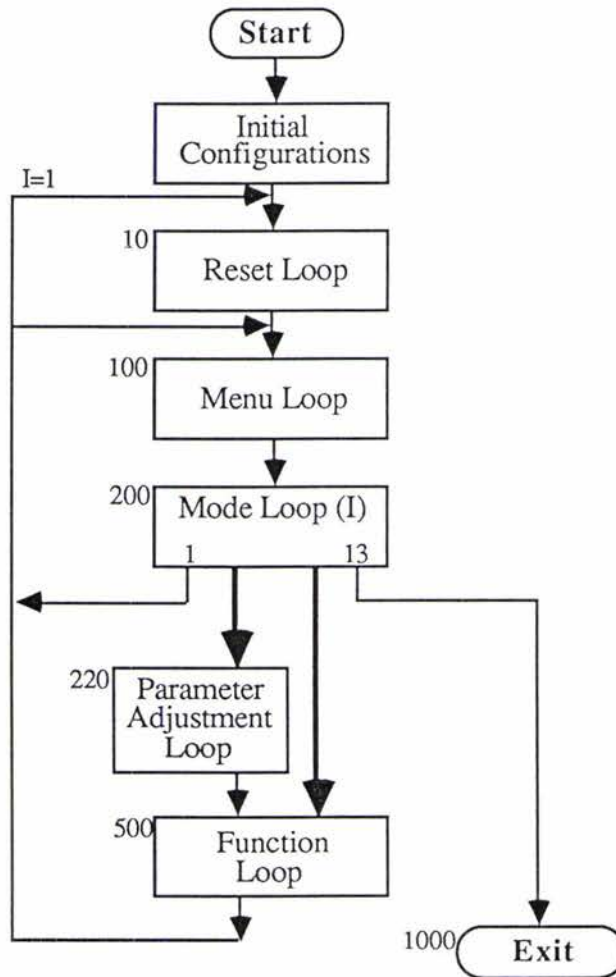 Start
Initial
Configurations
I=1
10
Reset Loop
100
Menu Loop
200
Mode Loop (I)
1
13
220
Parameter
Adjustment
Loop
500
Function
Loop
1000
Exit